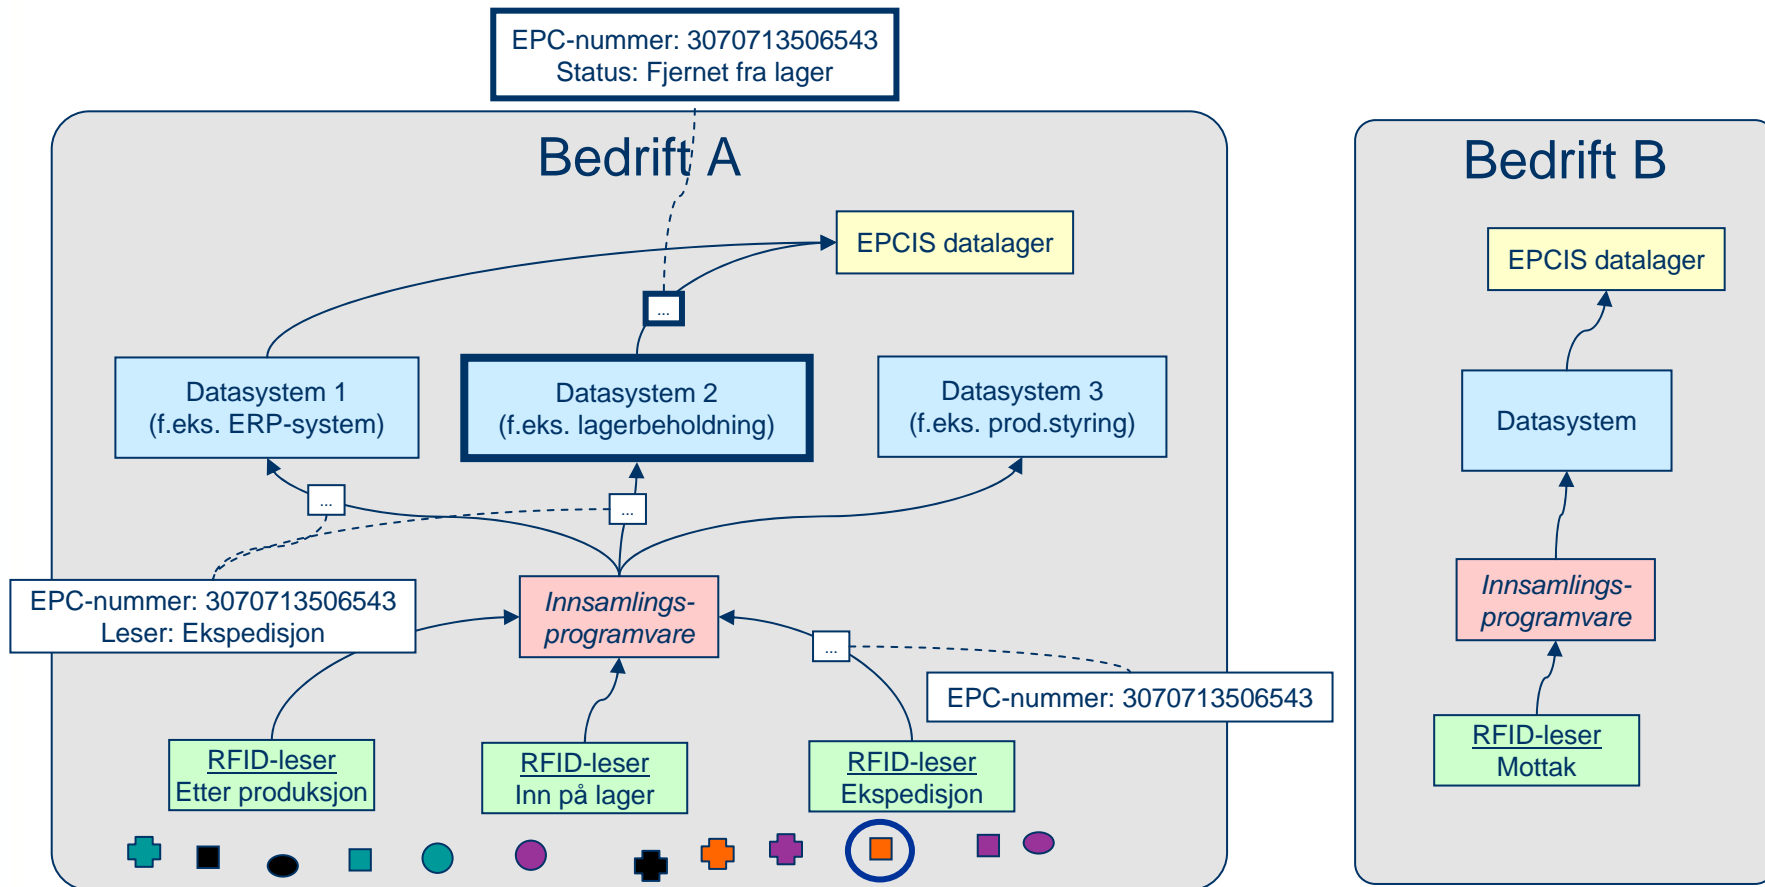 EPC-nummer: 3070713506543
Status: Fjernet fra lager
Bedrift A
EPCIS datalager
...
Datasystem 1
(f.eks. ERP-system)
Datasystem 2
(f.eks. lagerbeholdning)
Datasystem 3
(f.eks. prod.styring)
...
...
EPC-nummer: 3070713506543
Leser: Ekspedisjon
Innsamlings-
programvare
...
EPC-nummer: 3070713506543
RFID-leser
Etter produksjon
RFID-leser
Inn på lager
RFID-leser
Ekspedisjon
Bedrift B
EPCIS datalager
Datasystem
Innsamlings-
programvare
RFID-leser
Mottak